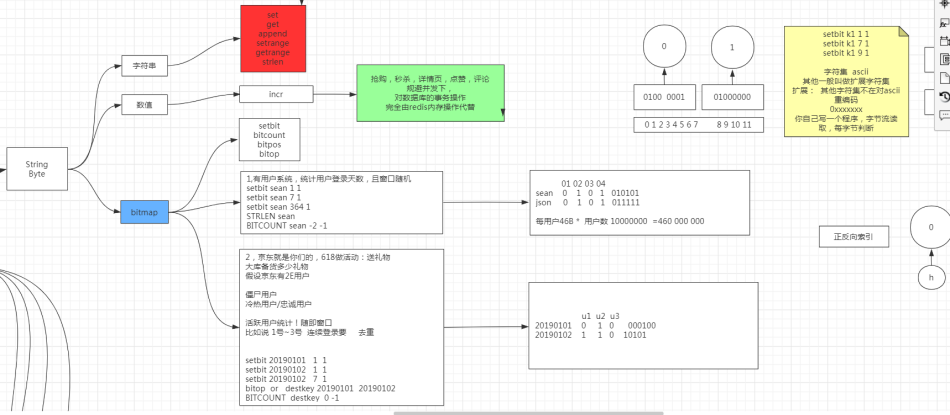 String
Byte
字符串
数值
bitmap
set
get
append
setrange
getrange
strlen
incr
抢购，秒杀，详情页，点赞，评论
规避并发下，
对数据库的事务操作
完全由redis内存操作代替
setbit
bitcount
bitpos
bitop
1,有用户系统，统计用户登录天数，且窗口随机
setbit sean 1 1
setbit sean 7 1
setbit sean 364 1
STRLEN sean
BITCOUNT sean -2 -1
01 02 03 04
sean 0 1 0 1 010101
json 0 1 0 1 011111
每用户46B * 用户数 10000000 =460 000 000
2，京东就是你们的，618做活动：送礼物
大库备货多少礼物
假设京东有2E用户
僵尸用户
冷热用户/忠诚用户
活跃用户统计！随即窗口
比如说 1号~3号 连续登录要 去重
setbit 20190101 1 1
setbit 20190102 1 1
setbit 20190102 7 1
bitop or destkey 20190101 20190102
BITCOUNT destkey 0 -1
u1 u2 u3
20190101 0 1 0 000100
20190102 1 1 0 10101
0
1
0100 0001
01000000
0 1 2 3 4 5 6 7 8 9 10 11
setbit k1 1 1
setbit k1 7 1
setbit k1 9 1
字符集 ascii
其他一般叫做扩展字符集
扩展： 其他字符集不在对ascii
重编码
0xxxxxxx
你自己写一个程序，字节流读
取，每字节判断
正反向索引
0
h